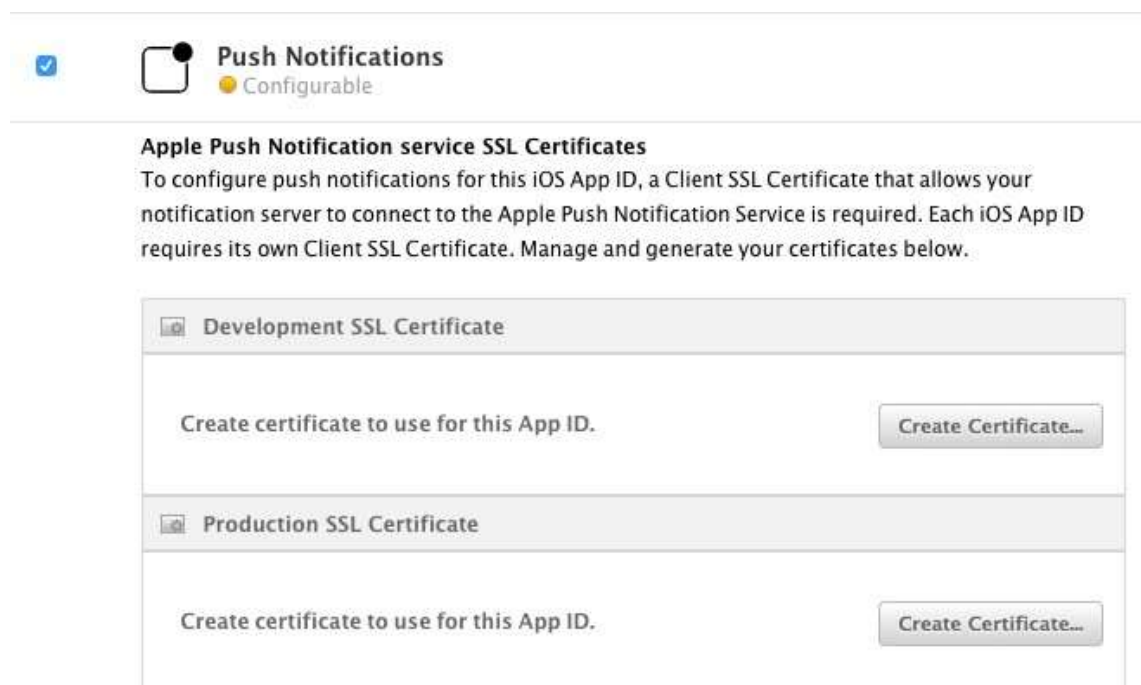 Push Notifications
Configurable
Apple Push Notification service SSL Certificates
To configure push notifications for this iOS App ID, a Client SSL Certificate that allows your
notification server to connect to the Apple Push Notification Service is required. Each iOS App ID
requires its own Client SSL Certificate. Manage and generate your certificates below.
Development SSL Certificate
Create certificate to use for this App ID.
Create Certificate...
Production SSL Certificate
Create certificate to use for this App ID.
Create Certificate...